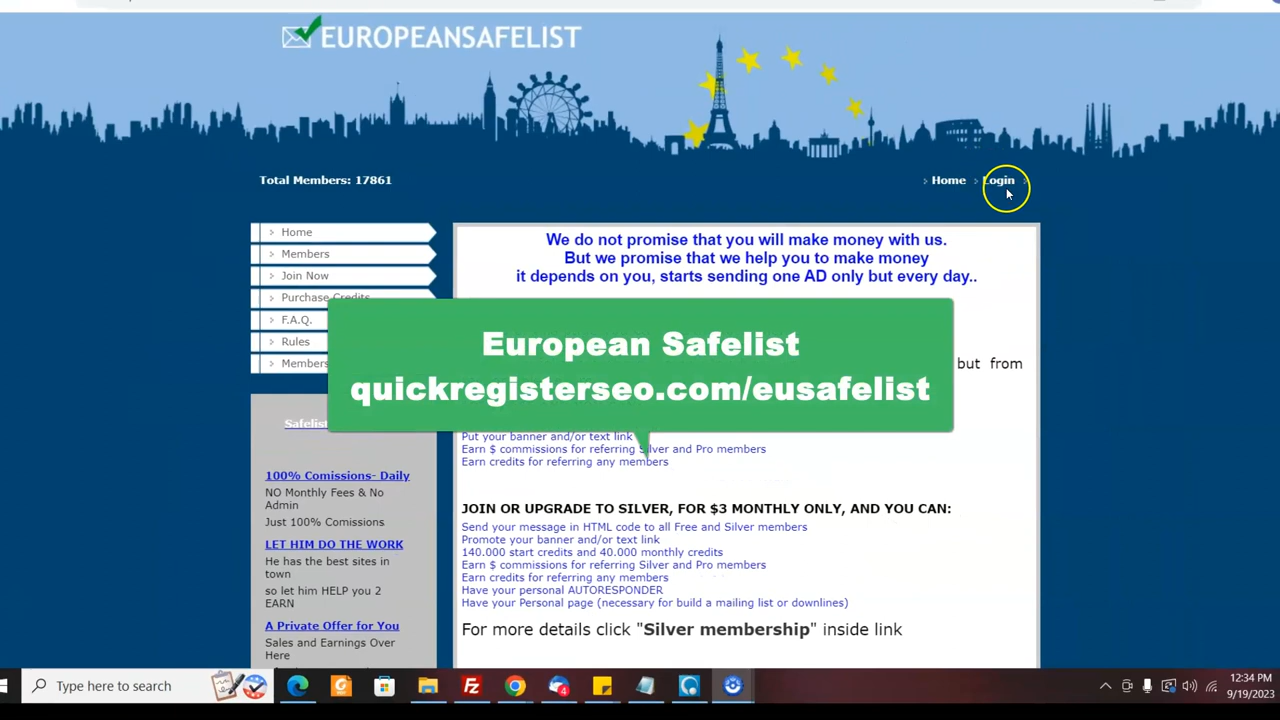 EUROPEANSAFELIST
Total Members: 17861
Home
Login
Home
Members
Join Now
Purchase Credits
F.A.Q.
Rules
Members
We do not promise that you will make money with us.
But we promise that we help you to make money
it depends on you, starts sending one AD only but every day..
but from
European Safelist
quickregisterseo.com/eusafelist
Put your banner and/or text link
Earn $ commissions for referring Silver and Pro members
Earn credits for referring any members
JOIN OR UPGRADE TO SILVER, FOR $3 MONTHLY ONLY, AND YOU CAN:
Send your message in HTML code to all Free and Silver members
Promote your banner and/or text link
140.000 start credits and 40.000 monthly credits
Earn $ commissions for referring Silver and Pro members
Earn credits for referring any members
Have your personal AUTORESPONDER
Have your Personal page (necessary for build a mailing list or downlines)
For more details click "Silver membership" inside link
Safelist
100% Comissions- Daily
NO Monthly Fees & No
Admin
Just 100% Comissions
LET HIM DO THE WORK
He has the best sites in
town
so let him HELP you 2
EARN
A Private Offer for You
Sales and Earnings Over
Here
Type here to search
4
12:34 PM
9/19/2023